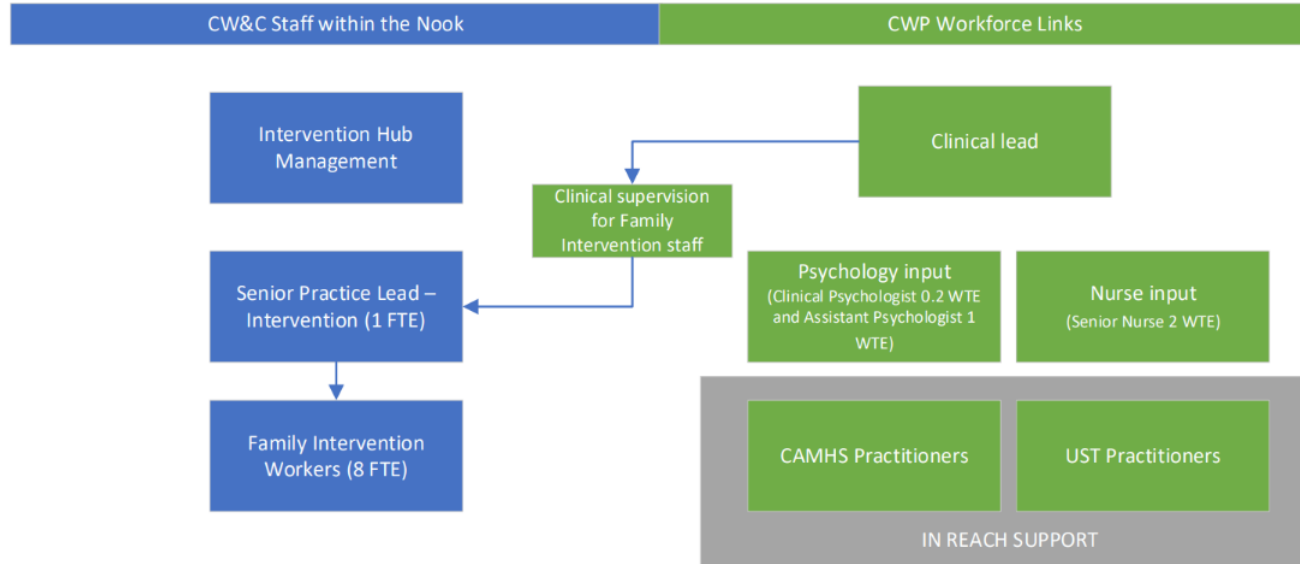 CW&C Staff within the Nook
CWP Workforce Links
Intervention Hub
Management
Clinical lead
Clinical supervision
for Family
Intervention staff
Senior Practice Lead –
Intervention (1 FTE)
Psychology input
(Clinical Psychologist 0.2 WTE
and Assistant Psychologist 1
WTE)
Nurse input
(Senior Nurse 2 WTE)
Family Intervention
Workers (8 FTE)
CAMHS Practitioners
UST Practitioners
IN REACH SUPPORT